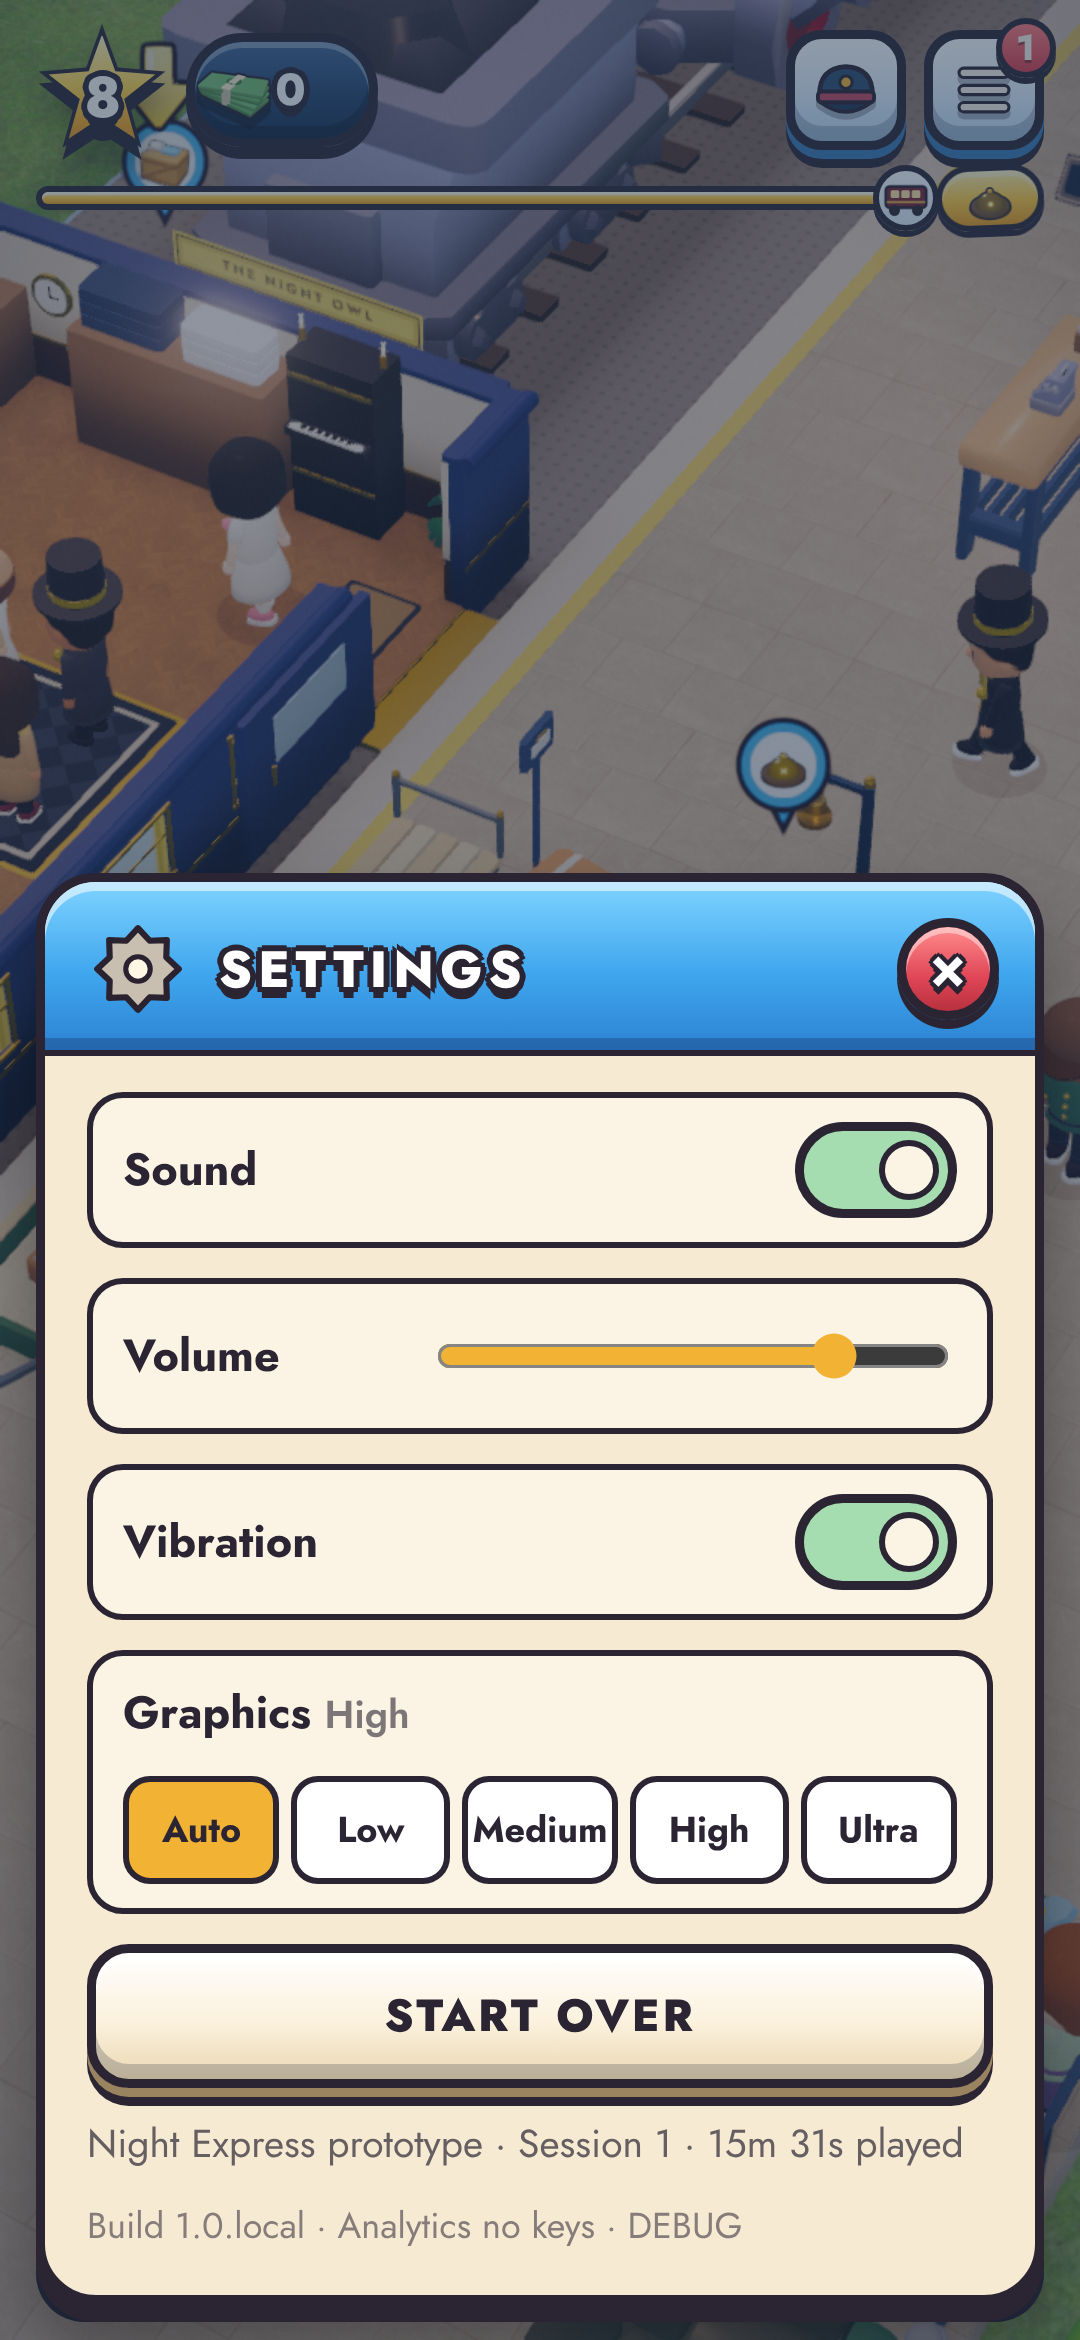 8
0
1
THE NIGHT OWL
SETTINGS
Sound
Volume
Vibration
Graphics High
Auto
Low
Medium
High
Ultra
START OVER
Night Express prototype · Session 1 · 15m 31s played
Build 1.0.local · Analytics no keys · DEBUG